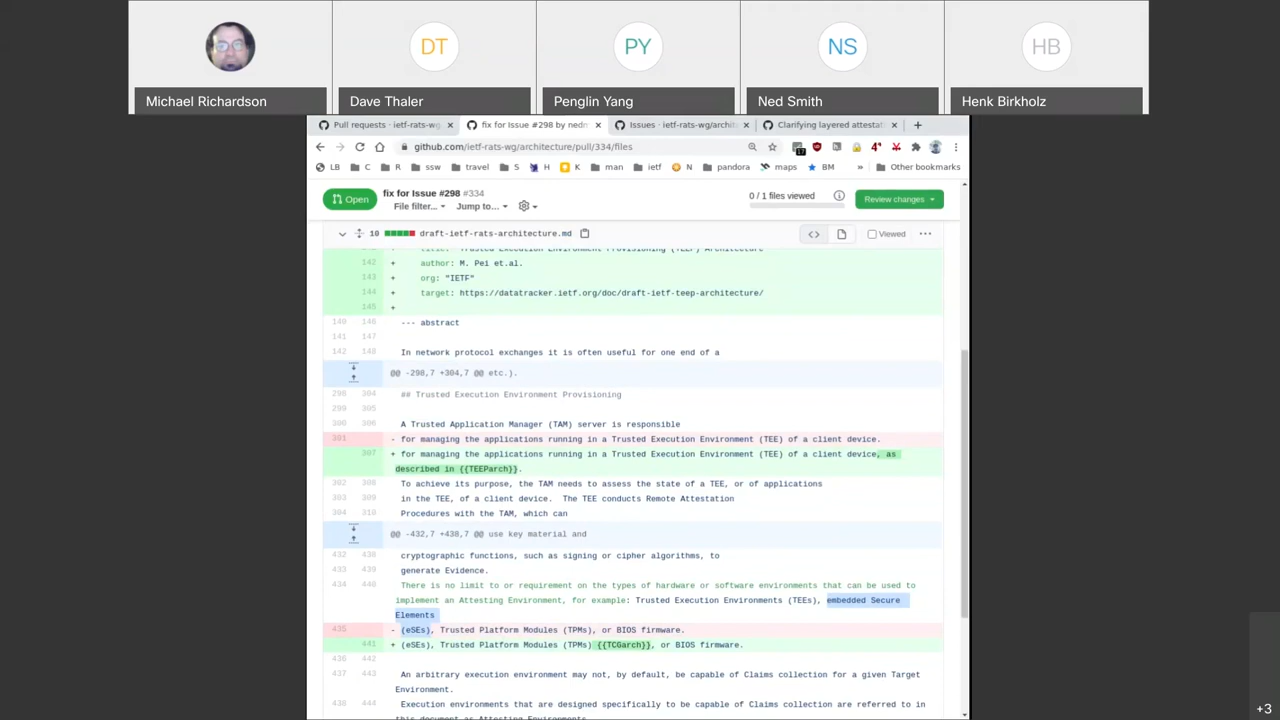 DT
PY
NS
HB
Michael Richardson
Dave Thaler
Penglin Yang
Ned Smith
Henk Birkholz
Pull requests · ietf-rats-wg
fix for Issue #298 by nedm
Issues · ietf-rats-wg/archit
Clarifying layered attestat
github.com/ietf-rats-wg/architecture/pull/334/files
17
LB
C
R
ssw
travel
S
H
K
man
ietf
N
pandora
maps
BM
»
Other bookmarks
Open
fix for Issue #298 #334
File filter...
Jump to...
0 / 1 files viewed
Review changes
10
draft-ietf-rats-architecture.md
Viewed
title: "Trusted Execution Environment Provisioning (TEEP) Architecture"
142 + author: M. Pei et.al.
143 + org: "IETF"
144 + target: https://datatracker.ietf.org/doc/draft-ietf-teep-architecture/
145 +
140 146 --- abstract
141 147
142 148 In network protocol exchanges it is often useful for one end of a
@@ -298,7 +304,7 @@ etc.).
298 304 ## Trusted Execution Environment Provisioning
299 305
300 306 A Trusted Application Manager (TAM) server is responsible
301 - for managing the applications running in a Trusted Execution Environment (TEE) of a client device.
307 + for managing the applications running in a Trusted Execution Environment (TEE) of a client device, as
described in {{TEEParch}}.
302 308 To achieve its purpose, the TAM needs to assess the state of a TEE, or of applications
303 309 in the TEE, of a client device. The TEE conducts Remote Attestation
304 310 Procedures with the TAM, which can
@@ -432,7 +438,7 @@ use key material and
432 438 cryptographic functions, such as signing or cipher algorithms, to
433 439 generate Evidence.
434 440 There is no limit to or requirement on the types of hardware or software environments that can be used to
implement an Attesting Environment, for example: Trusted Execution Environments (TEEs), embedded Secure
Elements
435 - (eSEs), Trusted Platform Modules (TPMs), or BIOS firmware.
441 + (eSEs), Trusted Platform Modules (TPMs) {{TCGarch}}, or BIOS firmware.
436 442
437 443 An arbitrary execution environment may not, by default, be capable of Claims collection for a given Target
Environment.
438 444 Execution environments that are designed specifically to be capable of Claims collection are referred to in
this document as Attesting Environments.
+3